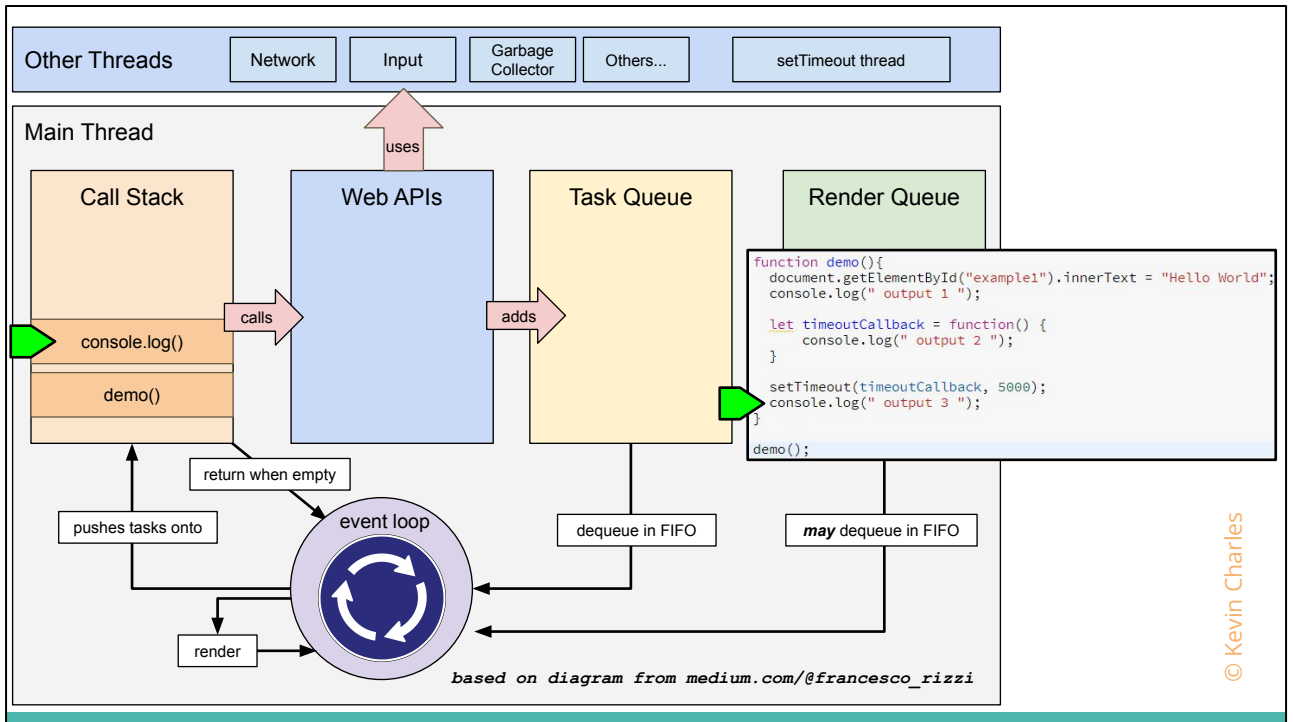 Other Threads
Network
Input
Garbage
Collector
Others...
setTimeout thread
Main Thread
uses
Call Stack
Web APIs
Task Queue
Render Queue
function demo(){
  document.getElementById("example1").innerText = "Hello World";
  console.log(" output 1 ");
  let timeoutCallback = function() {
      console.log(" output 2 ");
  }
  setTimeout(timeoutCallback, 5000);
  console.log(" output 3 ");
}
demo();
calls
adds
console.log()
demo()
return when empty
pushes tasks onto
event loop
dequeue in FIFO
may dequeue in FIFO
render
based on diagram from medium.com/@francesco_rizzi
© Kevin Charles